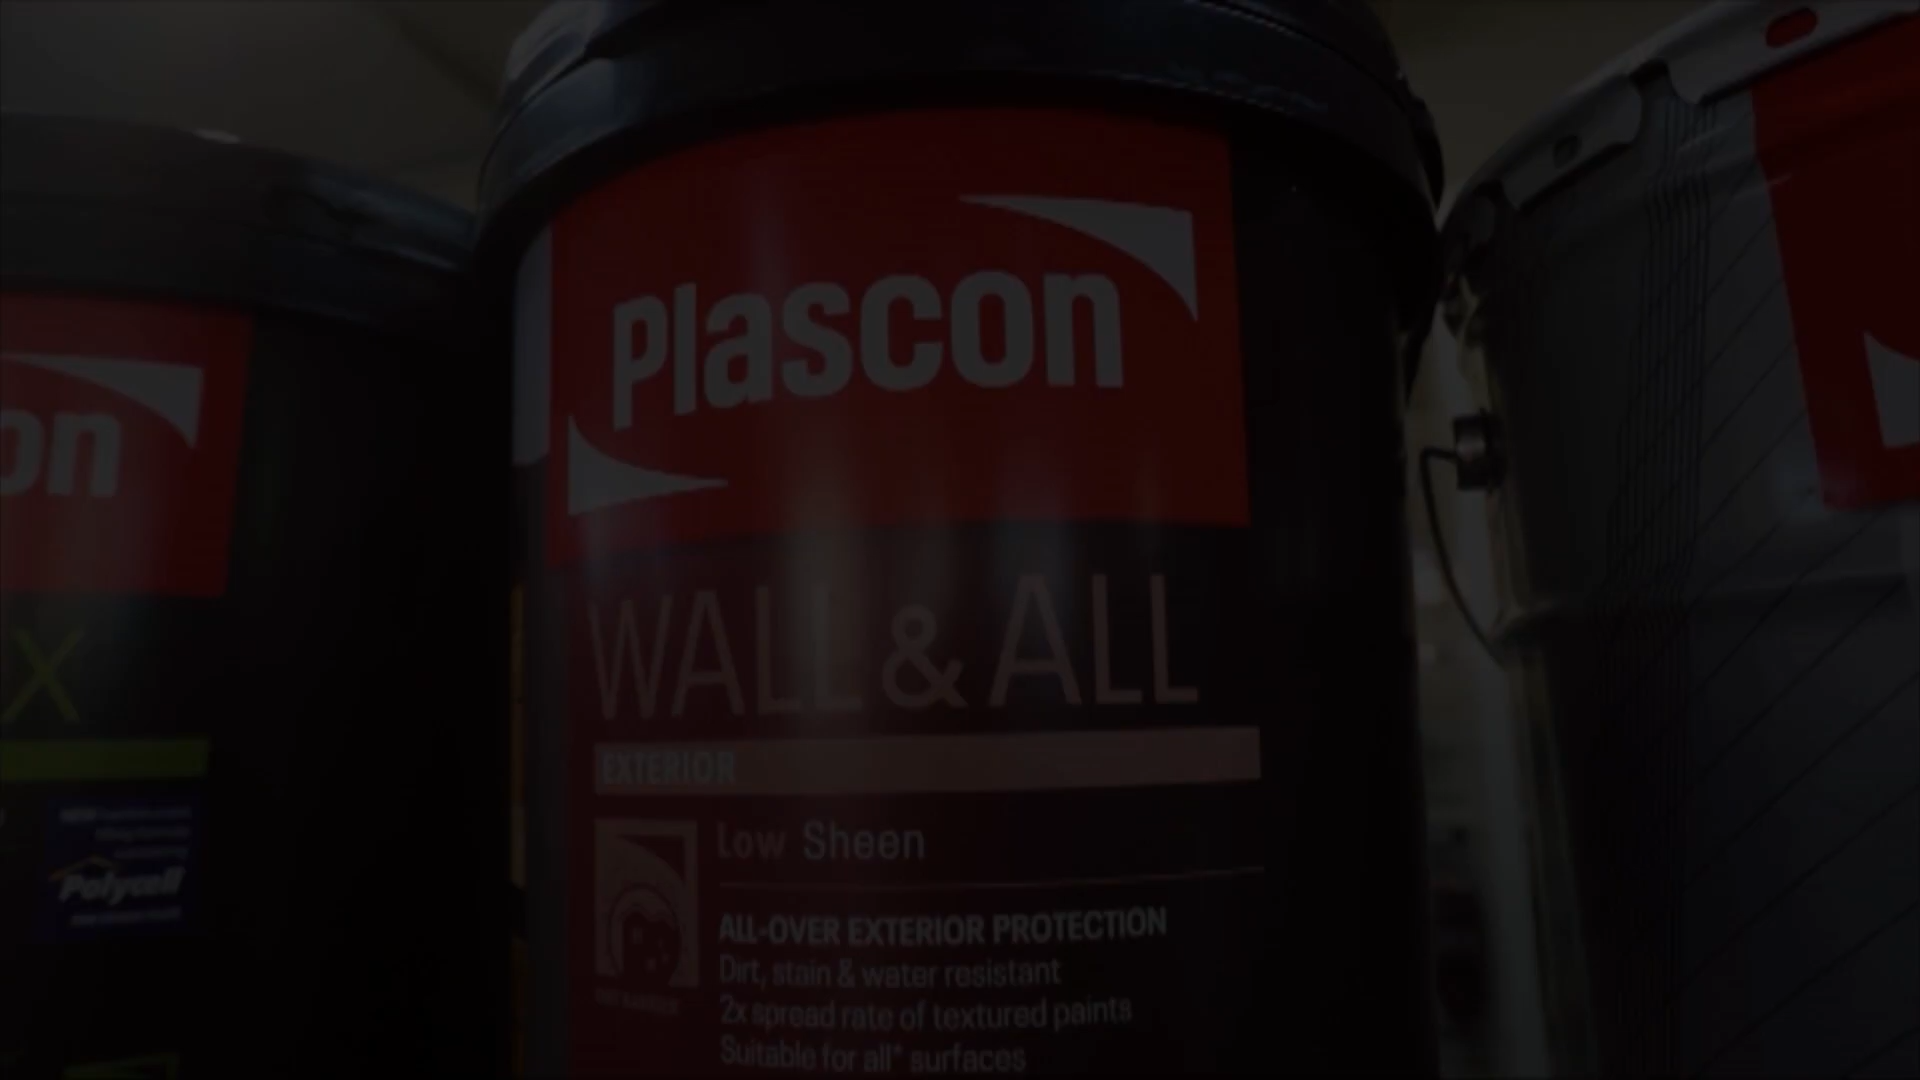 Plascon
WALL & ALL
EXTERIOR
Low Sheen
ALL-OVER EXTERIOR PROTECTION
Dirt, stain & water resistant
2x spread rate of textured paints
Suitable for all* surfaces
on
X
Polycell